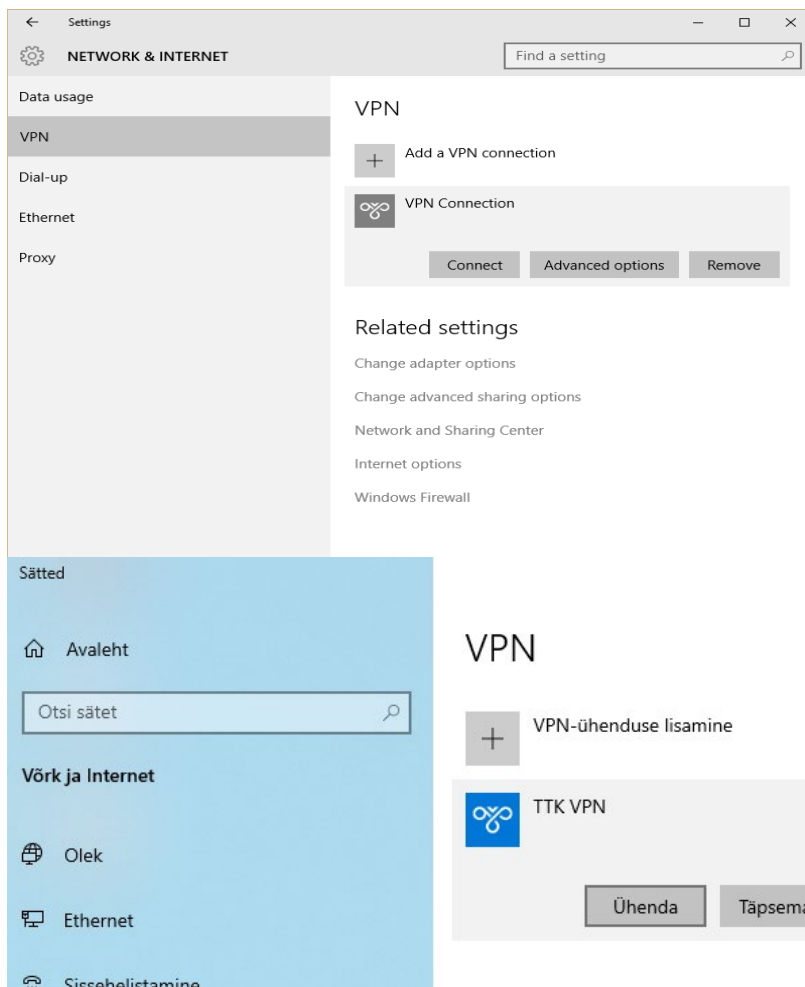 Settings
NETWORK & INTERNET
Find a setting
Data usage
VPN
Dial-up
Ethernet
Proxy
VPN
Add a VPN connection
VPN Connection
Connect Advanced options Remove
Related settings
Change adapter options
Change advanced sharing options
Network and Sharing Center
Internet options
Windows Firewall
Sätted
Avaleht
Otsi sätet
Võrk ja Internet
Olek
Ethernet
Sissehelistamine
VPN
VPN-ühenduse lisamine
TTK VPN
Ühenda Täpsema